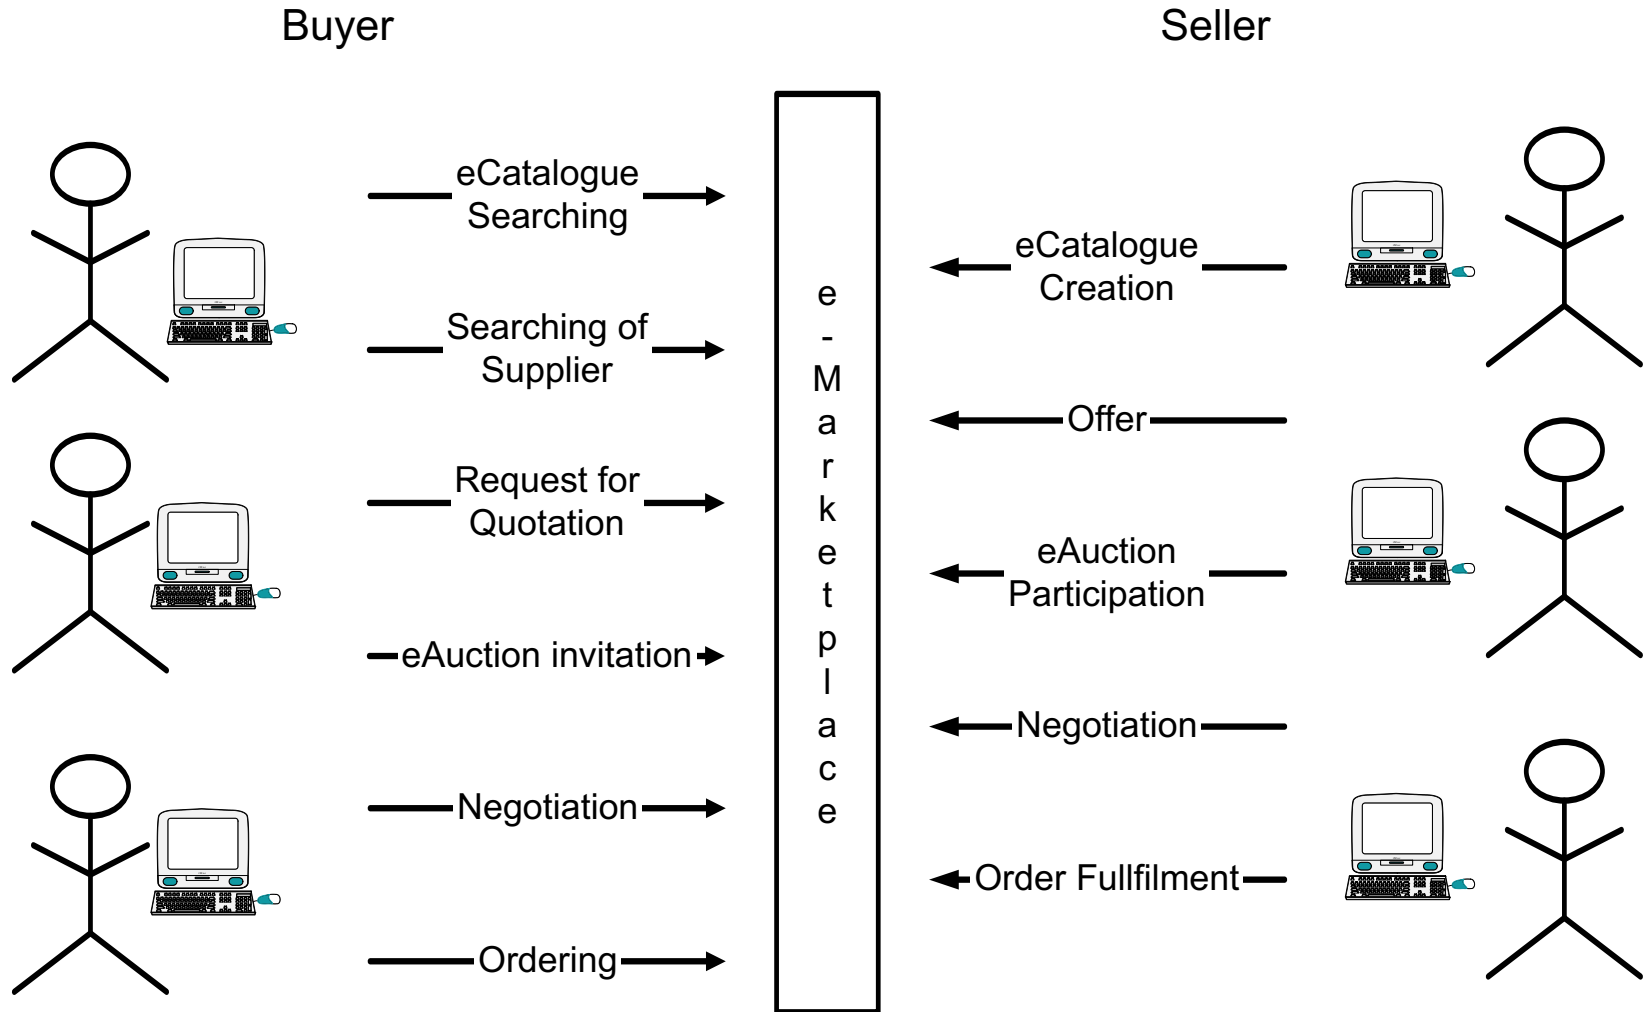 Buyer
Seller
eCatalogue
Searching
Searching of
Supplier
Request for
Quotation
eAuction invitation
Negotiation
Ordering
e
-
M
a
r
k
e
t
p
l
a
c
e
eCatalogue
Creation
Offer
eAuction
Participation
Negotiation
Order Fullfilment